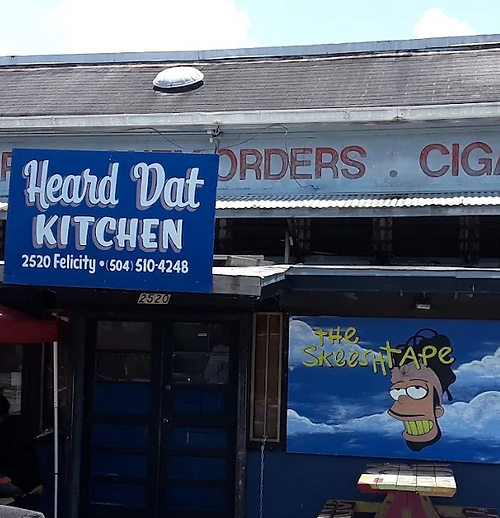 ORDERS . CIGA
Heard Dat
KITCHEN
2520 Felicity • (504) 510-4248
2520
THE
SKEESHTAPE